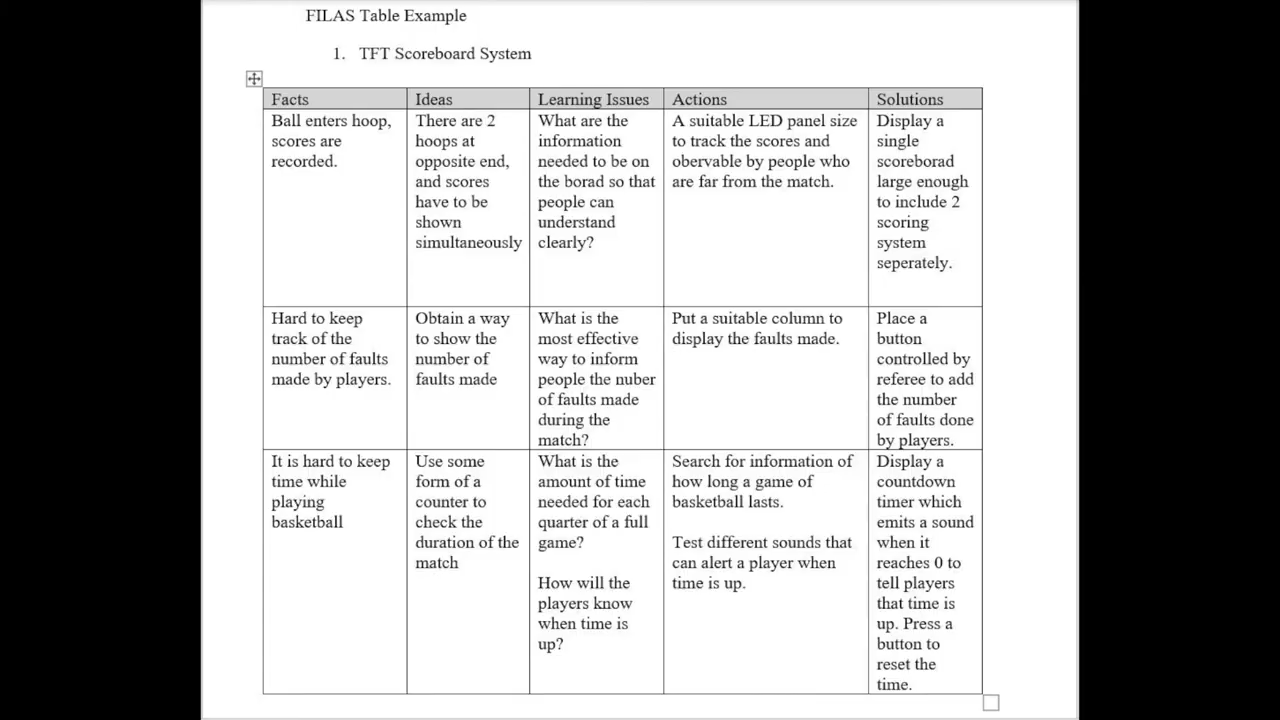 FILAS Table Example
1. TFT Scoreboard System
Facts
Ideas
Learning Issues
Actions
Solutions
Ball enters hoop,
scores are
recorded.
There are 2
hoops at
opposite end,
and scores
have to be
shown
simultaneously
What are the
information
needed to be on
the borad so that
people can
understand
clearly?
A suitable LED panel size
to track the scores and
obervable by people who
are far from the match.
Display a
single
scoreborad
large enough
to include 2
scoring
system
seperately.
Hard to keep
track of the
number of faults
made by players.
Obtain a way
to show the
number of
faults made
What is the
most effective
way to inform
people the nuber
of faults made
during the
match?
Put a suitable column to
display the faults made.
Place a
button
controlled by
referee to add
the number
of faults done
by players.
It is hard to keep
time while
playing
basketball
Use some
form of a
counter to
check the
duration of the
match
What is the
amount of time
needed for each
quarter of a full
game?
How will the
players know
when time is
up?
Search for information of
how long a game of
basketball lasts.
Test different sounds that
can alert a player when
time is up.
Display a
countdown
timer which
emits a sound
when it
reaches 0 to
tell players
that time is
up. Press a
button to
reset the
time.